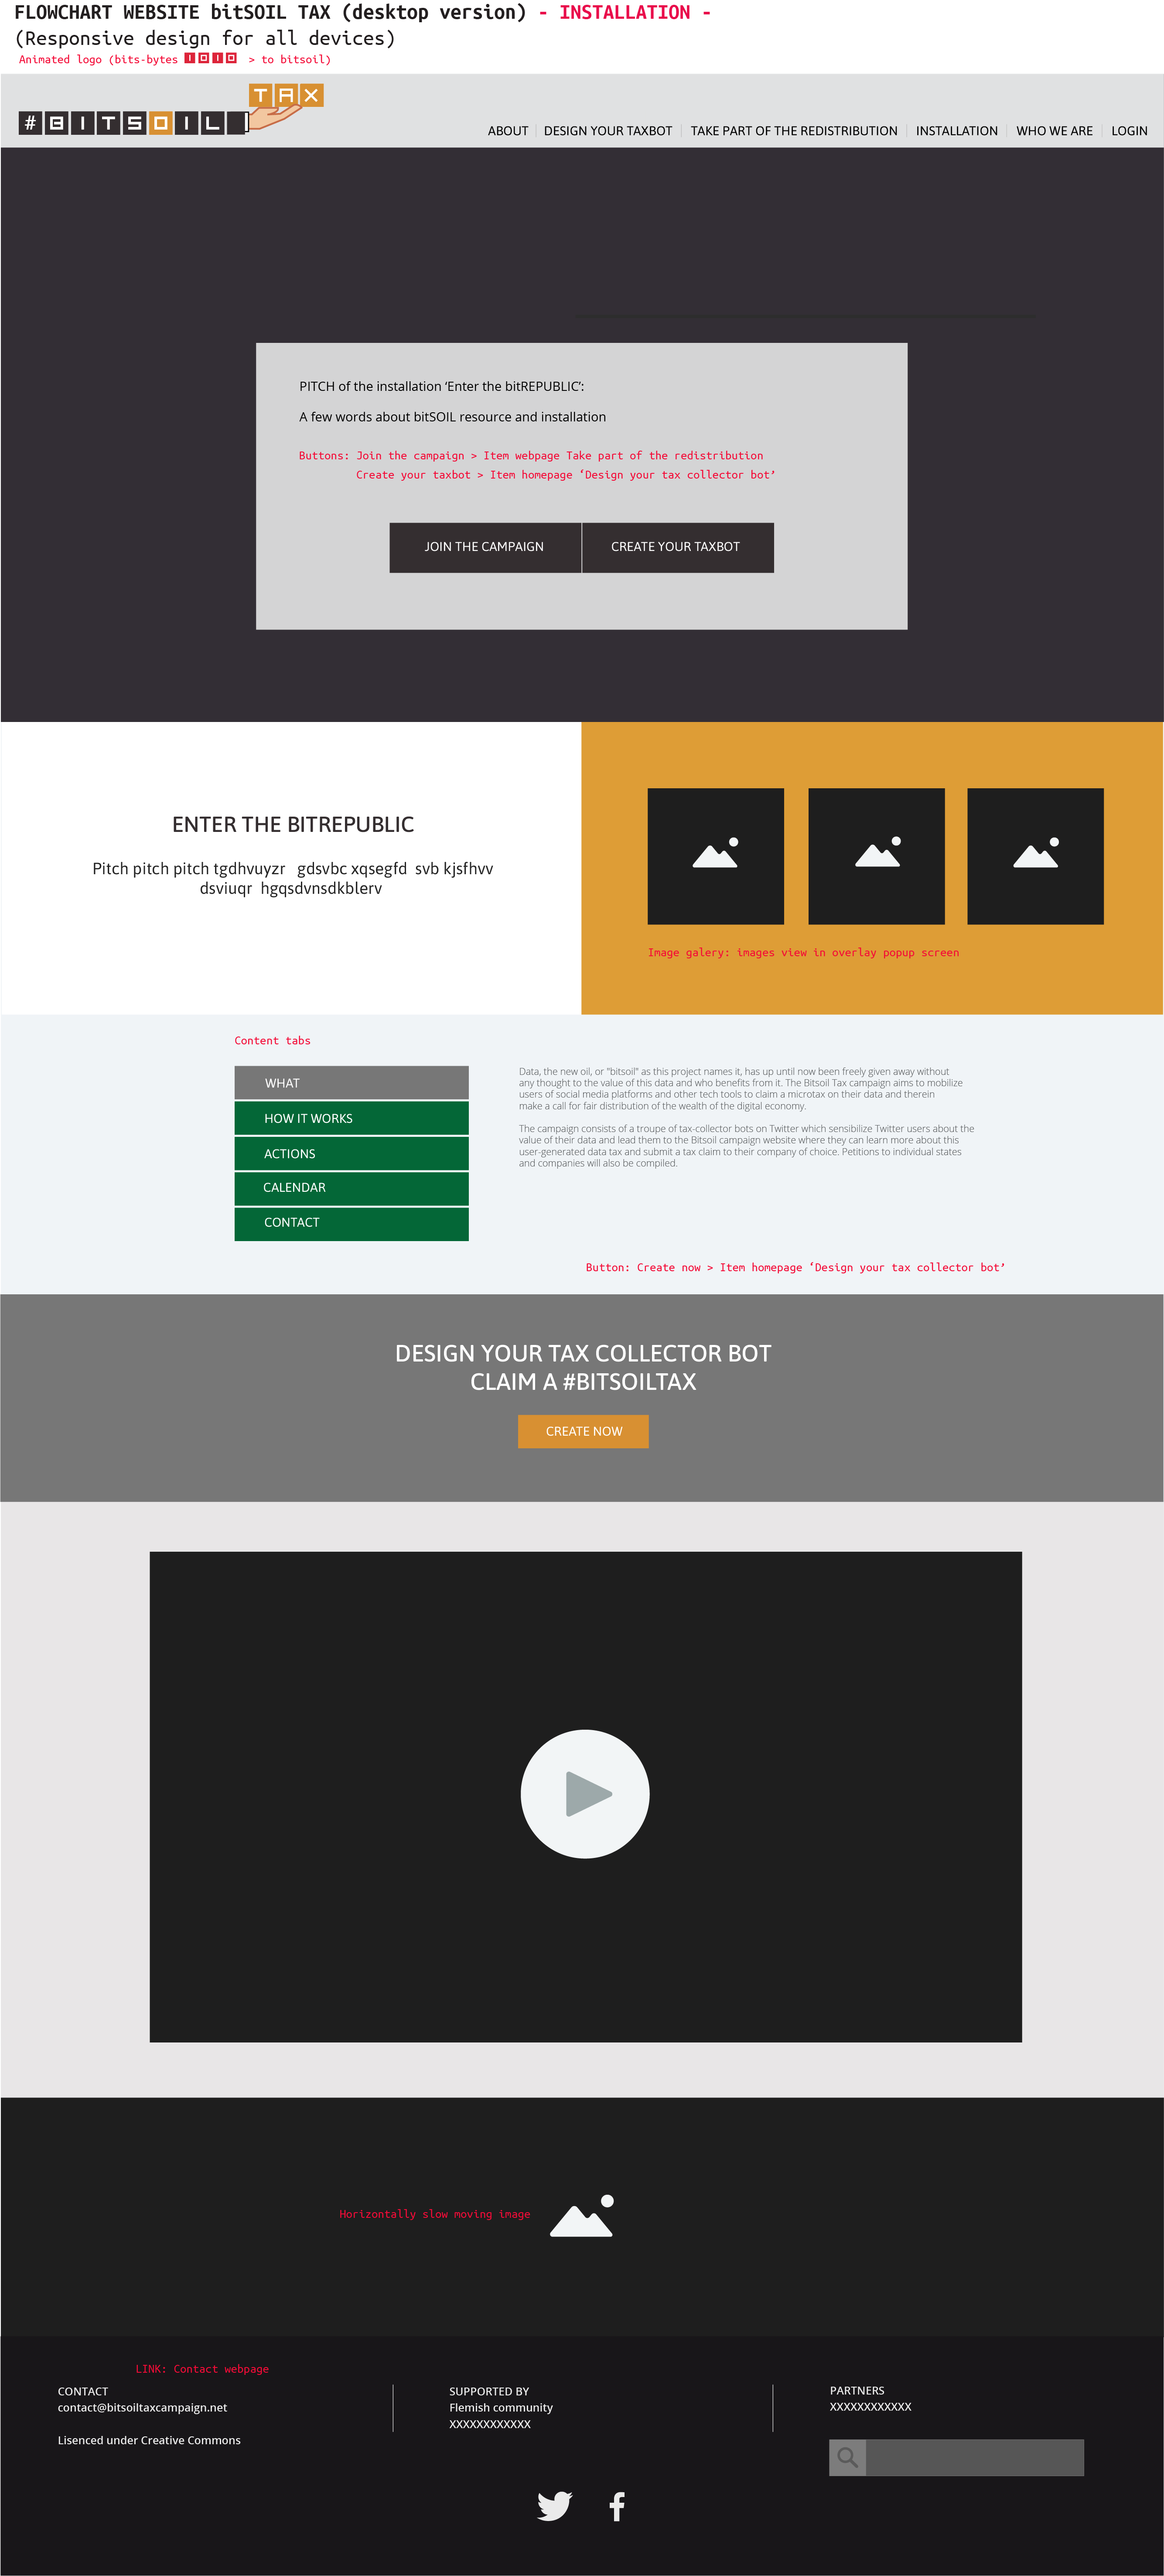 FLOWCHART WEBSITE bitSOIL TAX (desktop version) - INSTALLATION -
(Responsive design for all devices)
Animated logo (bits-bytes 1010 > to bitsoil)
TAX
#BITSOIL
ABOUT DESIGN YOUR TAXBOT TAKE PART OF THE REDISTRIBUTION INSTALLATION WHO WE ARE LOGIN
PITCH of the installation ‘Enter the bitREPUBLIC’:
A few words about bitSOIL resource and installation
Buttons: Join the campaign > Item webpage Take part of the redistribution
Create your taxbot > Item homepage ‘Design your tax collector bot’
JOIN THE CAMPAIGN CREATE YOUR TAXBOT
ENTER THE BITREPUBLIC
Pitch pitch pitch tgdhvuyzr gdsvbc xqsegfd svb kjsfhvv
dsviuqr hgqsdvnsdkblerv
Image galery: images view in overlay popup screen
Content tabs
WHAT
HOW IT WORKS
ACTIONS
CALENDAR
CONTACT
Data, the new oil, or "bitsoil" as this project names it, has up until now been freely given away without
any thought to the value of this data and who benefits from it. The Bitsoil Tax campaign aims to mobilize
users of social media platforms and other tech tools to claim a microtax on their data and therein
make a call for fair distribution of the wealth of the digital economy.
The campaign consists of a troupe of tax-collector bots on Twitter which sensibilize Twitter users about the
value of their data and lead them to the Bitsoil campaign website where they can learn more about this
user-generated data tax and submit a tax claim to their company of choice. Petitions to individual states
and companies will also be compiled.
Button: Create now > Item homepage ‘Design your tax collector bot’
DESIGN YOUR TAX COLLECTOR BOT
CLAIM A #BITSOILTAX
CREATE NOW
Horizontally slow moving image
LINK: Contact webpage
CONTACT
contact@bitsoiltaxcampaign.net
Lisenced under Creative Commons
SUPPORTED BY
Flemish community
XXXXXXXXXXXX
PARTNERS
XXXXXXXXXXXX